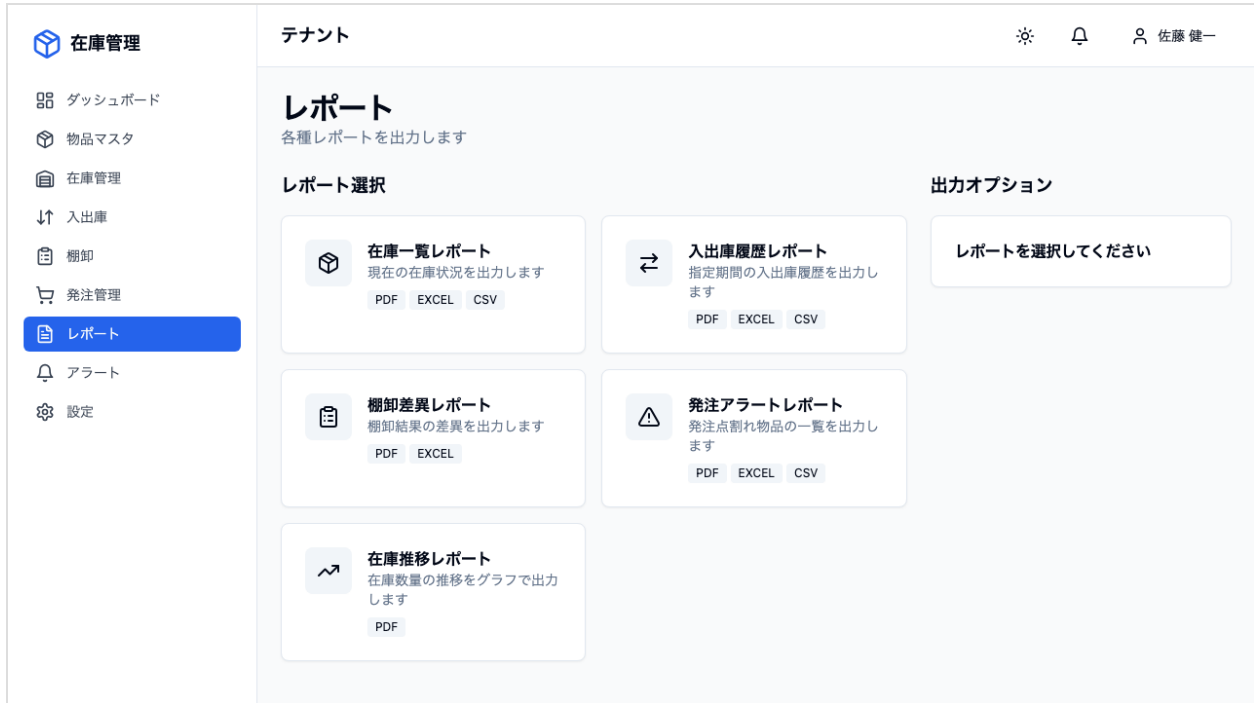 在庫管理
ダッシュボード
物品マスタ
在庫管理
入出庫
棚卸
発注管理
レポート
アラート
設定
テナント
佐藤 健一
レポート
各種レポートを出力します
レポート選択
在庫一覧レポート
現在の在庫状況を出力します
PDF EXCEL CSV
入出庫履歴レポート
指定期間の入出庫履歴を出力し
ます
PDF EXCEL CSV
棚卸差異レポート
棚卸結果の差異を出力します
PDF EXCEL
発注アラートレポート
発注点割れ物品の一覧を出力し
ます
PDF EXCEL CSV
在庫推移レポート
在庫数量の推移をグラフで出力
します
PDF
出力オプション
レポートを選択してください